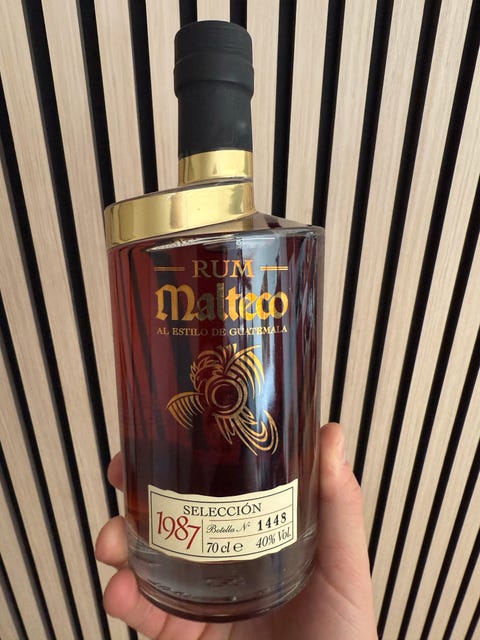 RUM
Malteco
AL ESTILO DE GUATEMALA
SELECCIÓN
1987 Botella Nº 1448
70 cl e 40% Vol.